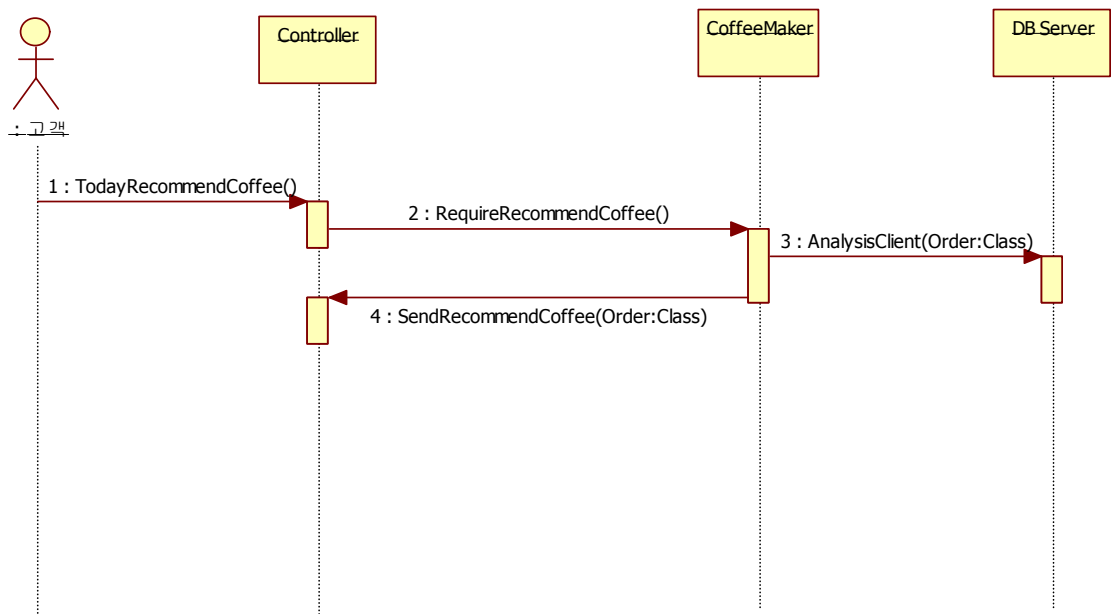 Controller
CoffeeMaker
DB Server
: 고객
1 : TodayRecommendCoffee()
2 : RequireRecommendCoffee()
3 : AnalysisClient(Order:Class)
4 : SendRecommendCoffee(Order:Class)